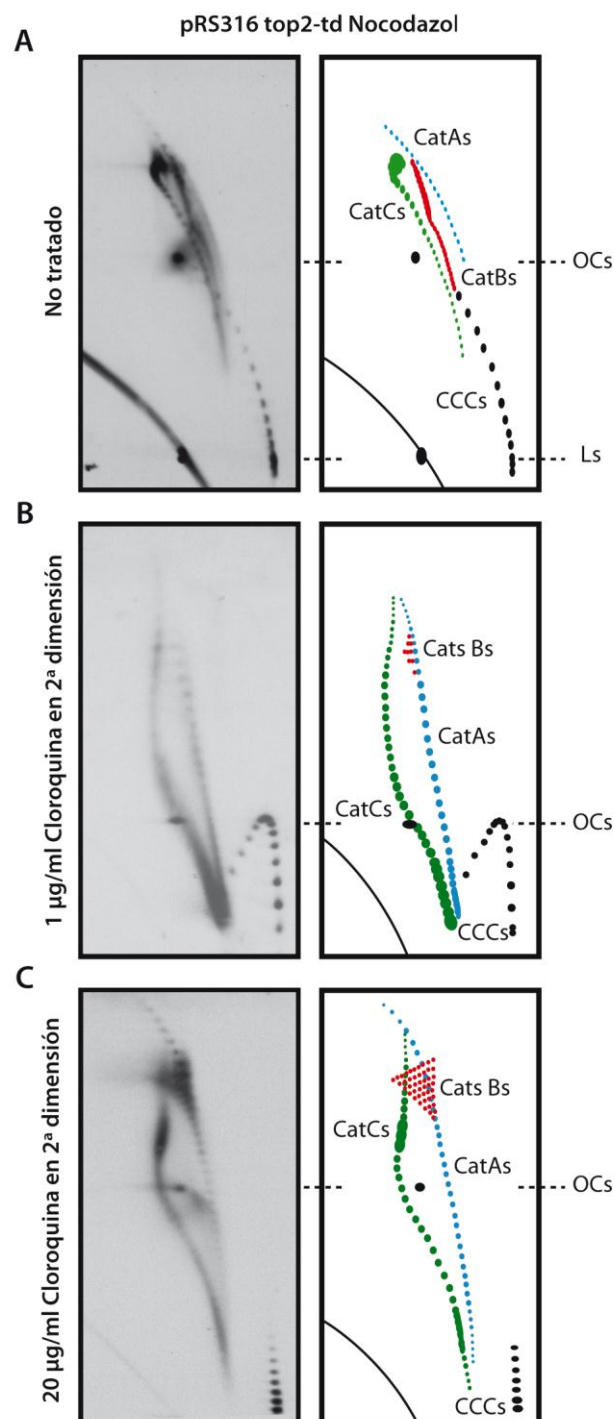 pRS316 top2-td Nocodazol
A
No tratado
CatAs
CatCs
CatBs
OCs
CCCs
Ls
B
1 µg/ml Cloroquina en 2ª dimensión
Cats Bs
CatAs
CatCs
OCs
CCCs
C
20 µg/ml Cloroquina en 2ª dimensión
Cats Bs
CatCs
CatAs
OCs
CCCs